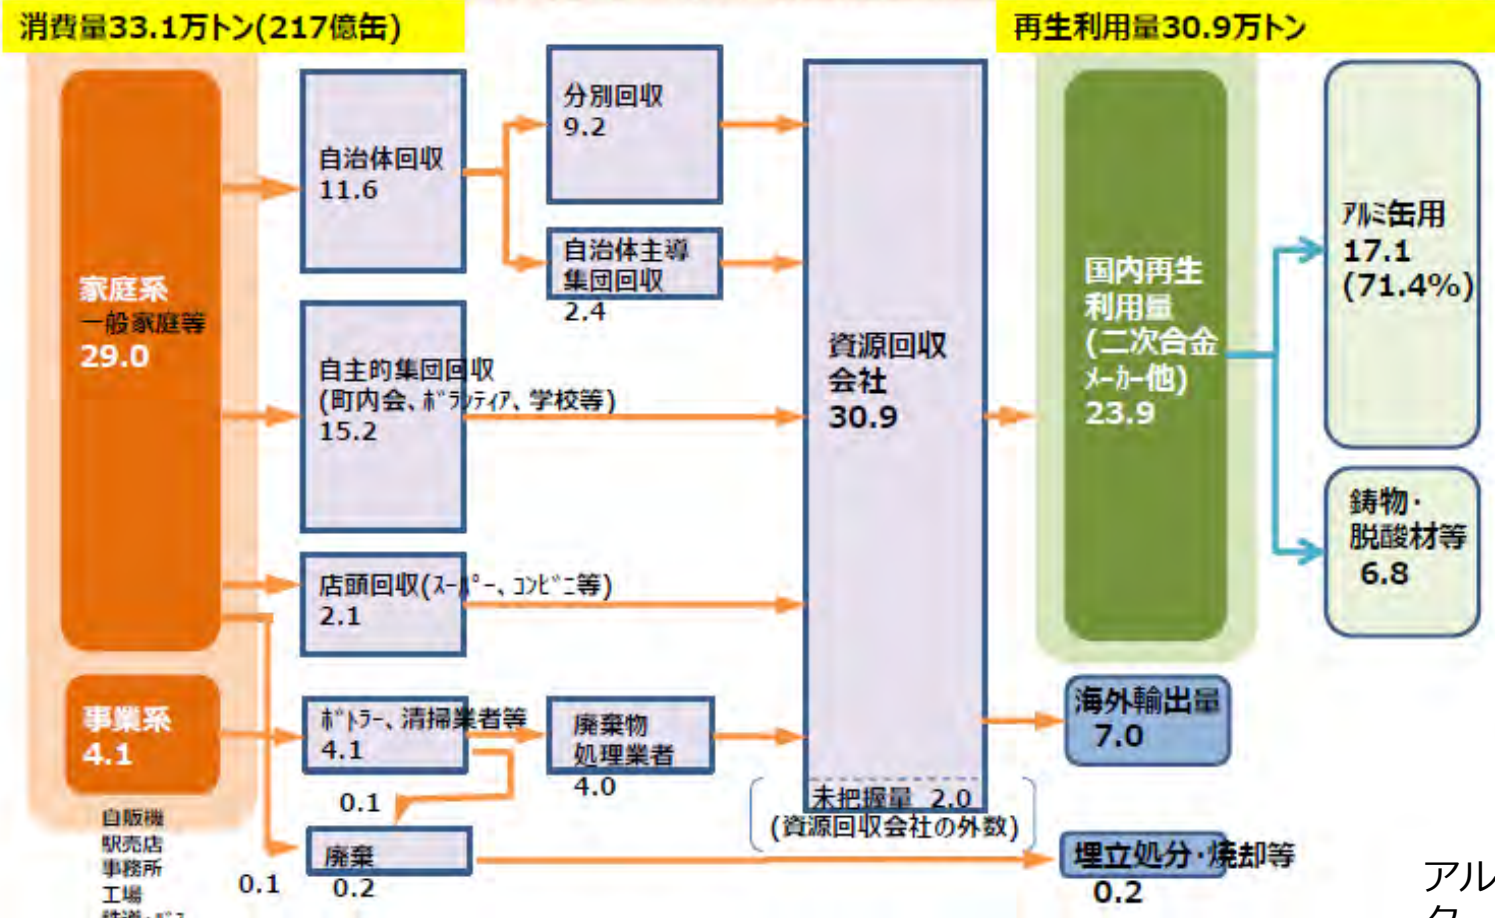 消費量33.1万トン(217億缶)
再生利用量30.9万トン
家庭系
一般家庭等
29.0
事業系
4.1
自販機
駅売店
事務所
工場
鉄道・バス
自治体回収
11.6
分別回収
9.2
自治体主導
集団回収
2.4
自主的集団回収
(町内会、ﾎﾞﾗﾝﾃｨｱ、学校等)
15.2
店頭回収(ｽｰﾊﾟｰ、ｺﾝﾋﾞﾆ等)
2.1
ﾎﾞﾄﾗｰ、清掃業者等
4.1
廃棄物
処理業者
4.0
0.1
廃棄
0.2
0.1
資源回収
会社
30.9
未把握量 2.0
(資源回収会社の外数)
国内再生
利用量
(二次合金
ﾒｰｶｰ他)
23.9
海外輸出量
7.0
埋立処分・焼却等
0.2
ｱﾙﾐ缶用
17.1
(71.4%)
鋳物・
脱酸材等
6.8
アル